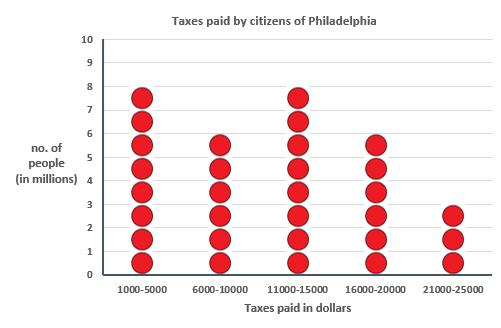 Taxes paid by citizens of Philadelphia
10
9
8
7
6
5
4
3
2
1
0
no. of
people
(in millions)
1000-5000 6000-10000 11000-15000 16000-20000 21000-25000
Taxes paid in dollars